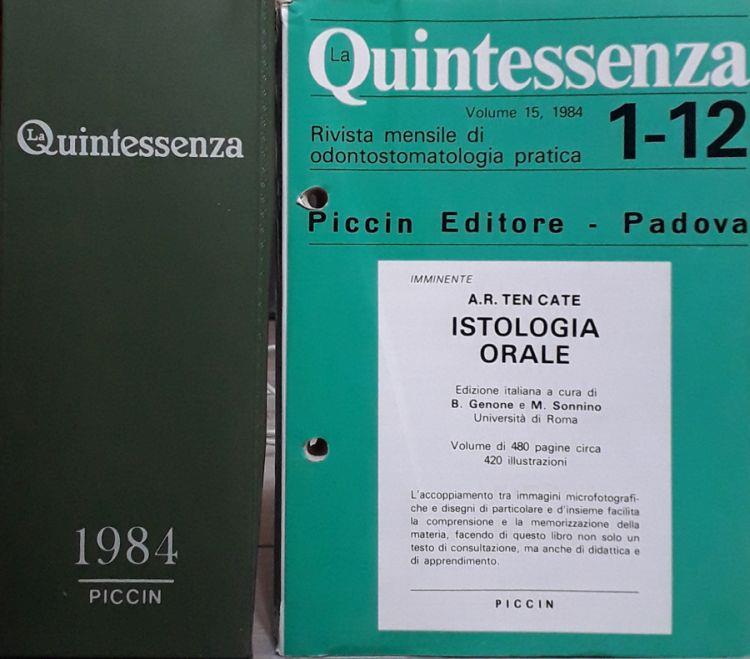 La Quintessenza
1984
PICCIN
La Quintessenza
Volume 15, 1984
Rivista mensile di
odontostomatologia pratica
1-12
Piccin Editore - Padova
IMMINENTE
A.R. TEN CATE
ISTOLOGIA
ORALE
Edizione italiana a cura di
B. Genone e M. Sonnino
Università di Roma
Volume di 480 pagine circa
420 illustrazioni
L'accoppiamento tra immagini microfotografi-
che e disegni di particolare e d'insieme facilita
la comprensione e la memorizzazione della
materia, facendo di questo libro non solo un
testo di consultazione, ma anche di didattica e
di apprendimento.
PICCIN